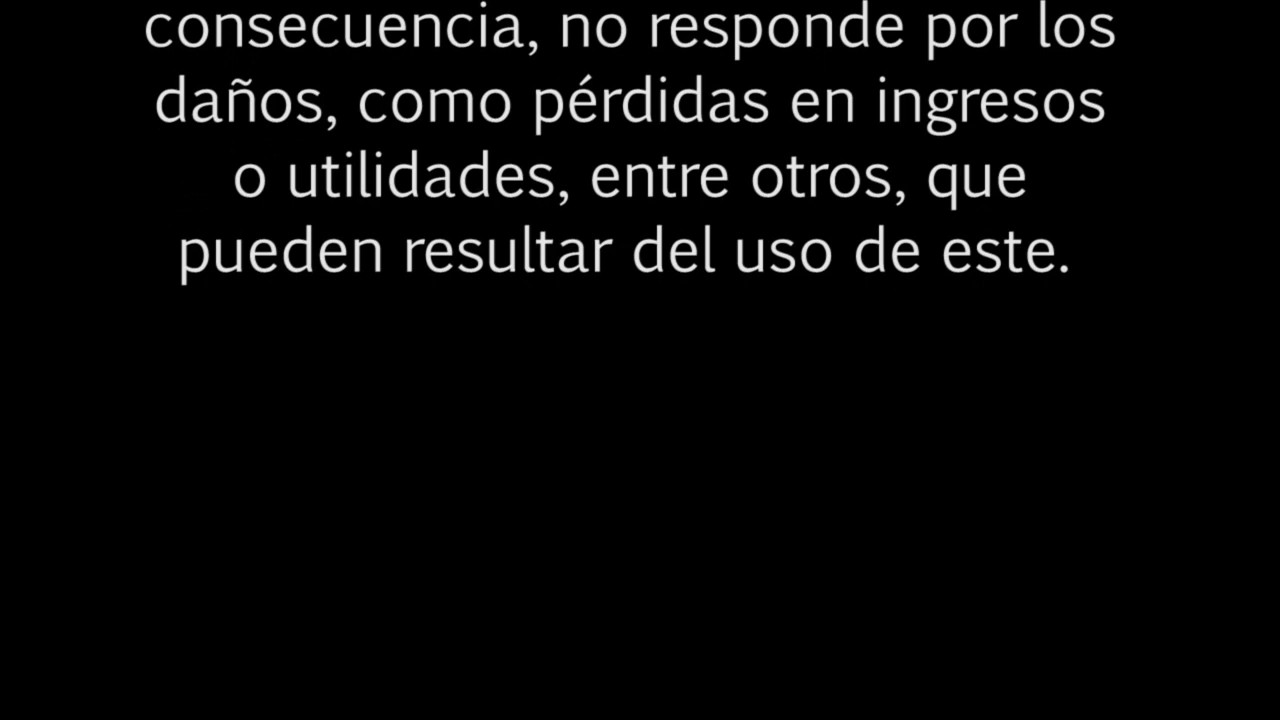 consecuencia, no responde por los
daños, como pérdidas en ingresos
o utilidades, entre otros, que
pueden resultar del uso de este.